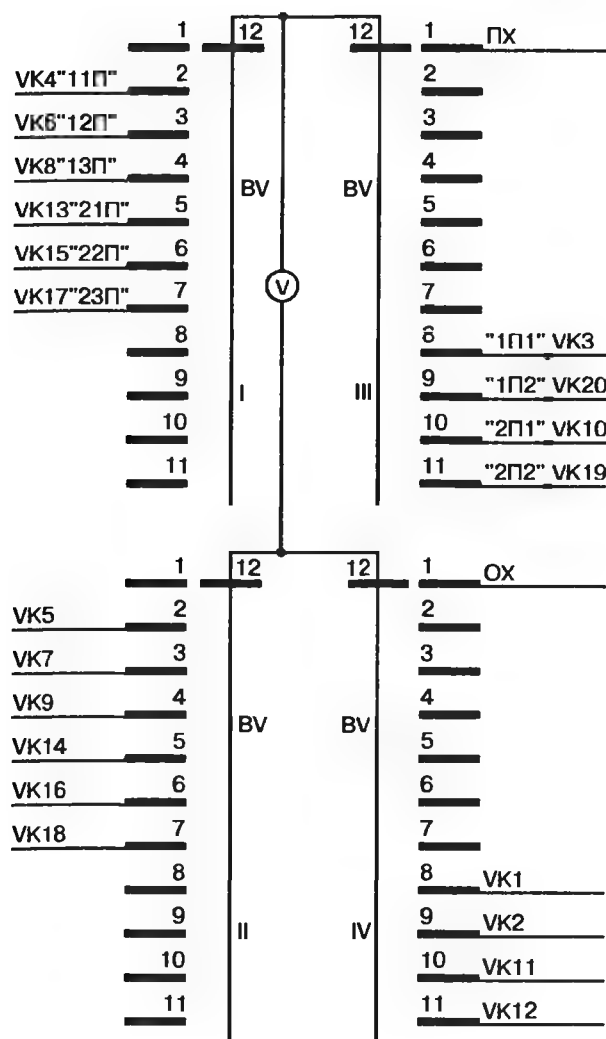 1 12 12 1 ПХ
VK4"11П" 2 2
VK6"12П" 3 3
VK8"13П" 4 4
BV BV
VK13"21П" 5 5
VK15"22П" 6 6
V
VK17"23П" 7 7
8 8 "1П1" VK3
I III
9 9 "1П2" VK20
10 10 "2П1" VK10
11 11 "2П2" VK19
1 12 12 1 ОХ
VK5 2 2
VK7 3 3
VK9 4 4
BV BV
VK14 5 5
VK16 6 6
VK18 7 7
8 8 VK1
II IV
9 9 VK2
10 10 VK11
11 11 VK12